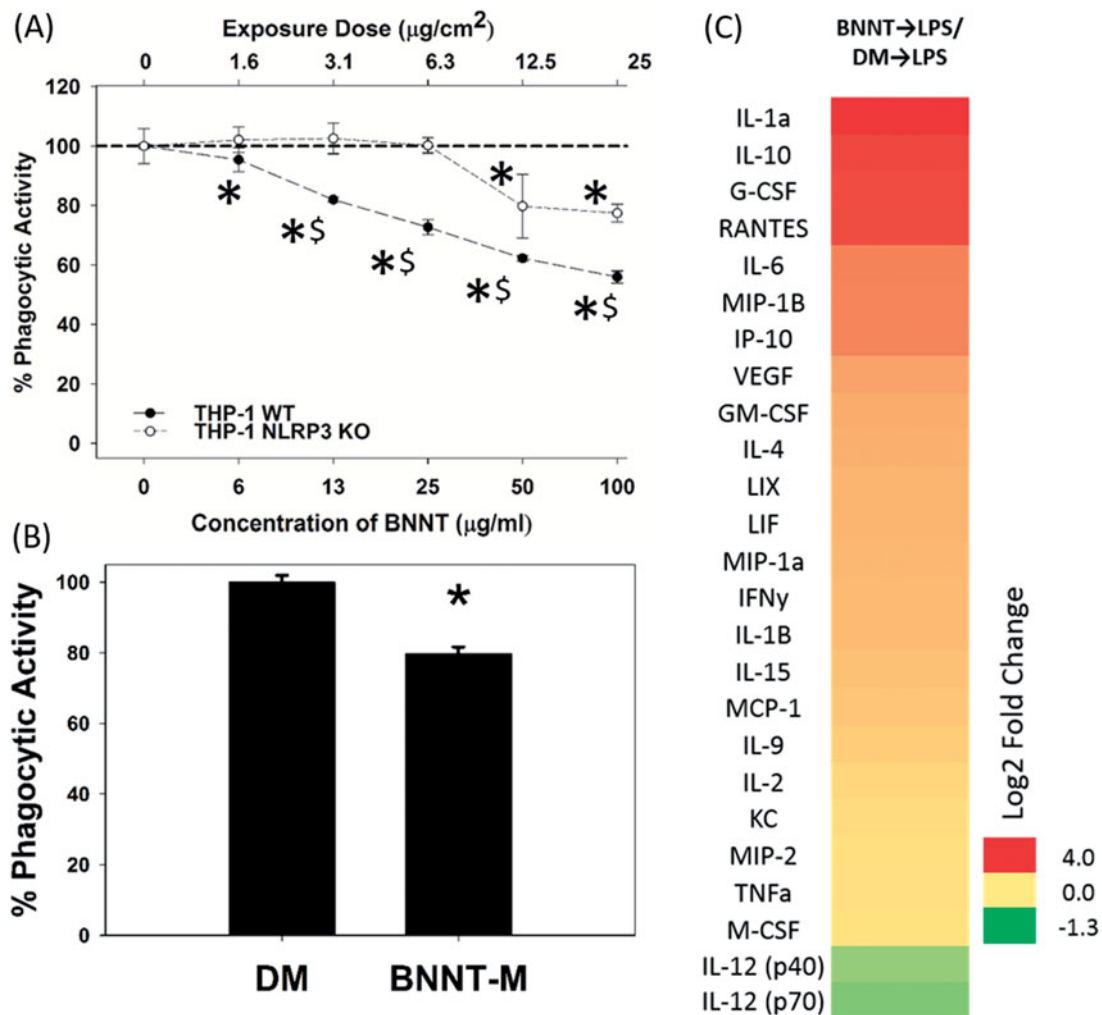 (A)
Exposure Dose (µg/cm2)
0 1.6 3.1 6.3 12.5 25
% Phagocytic Activity
120
100
80
60
40
20
0
*
*
*
*$
*$
*$
*$
THP-1 WT
THP-1 NLRP3 KO
0 6 13 25 50 100
Concentration of BNNT (µg/ml)
(B)
% Phagocytic Activity
100
80
60
40
20
0
*
DM BNNT-M
(C)
BNNT→LPS/
DM→LPS
IL-1a
IL-10
G-CSF
RANTES
IL-6
MIP-1B
IP-10
VEGF
GM-CSF
IL-4
LIX
LIF
MIP-1a
IFNy
IL-1B
IL-15
MCP-1
IL-9
IL-2
KC
MIP-2
TNFa
M-CSF
IL-12 (p40)
IL-12 (p70)
Log2 Fold Change
4.0
0.0
-1.3